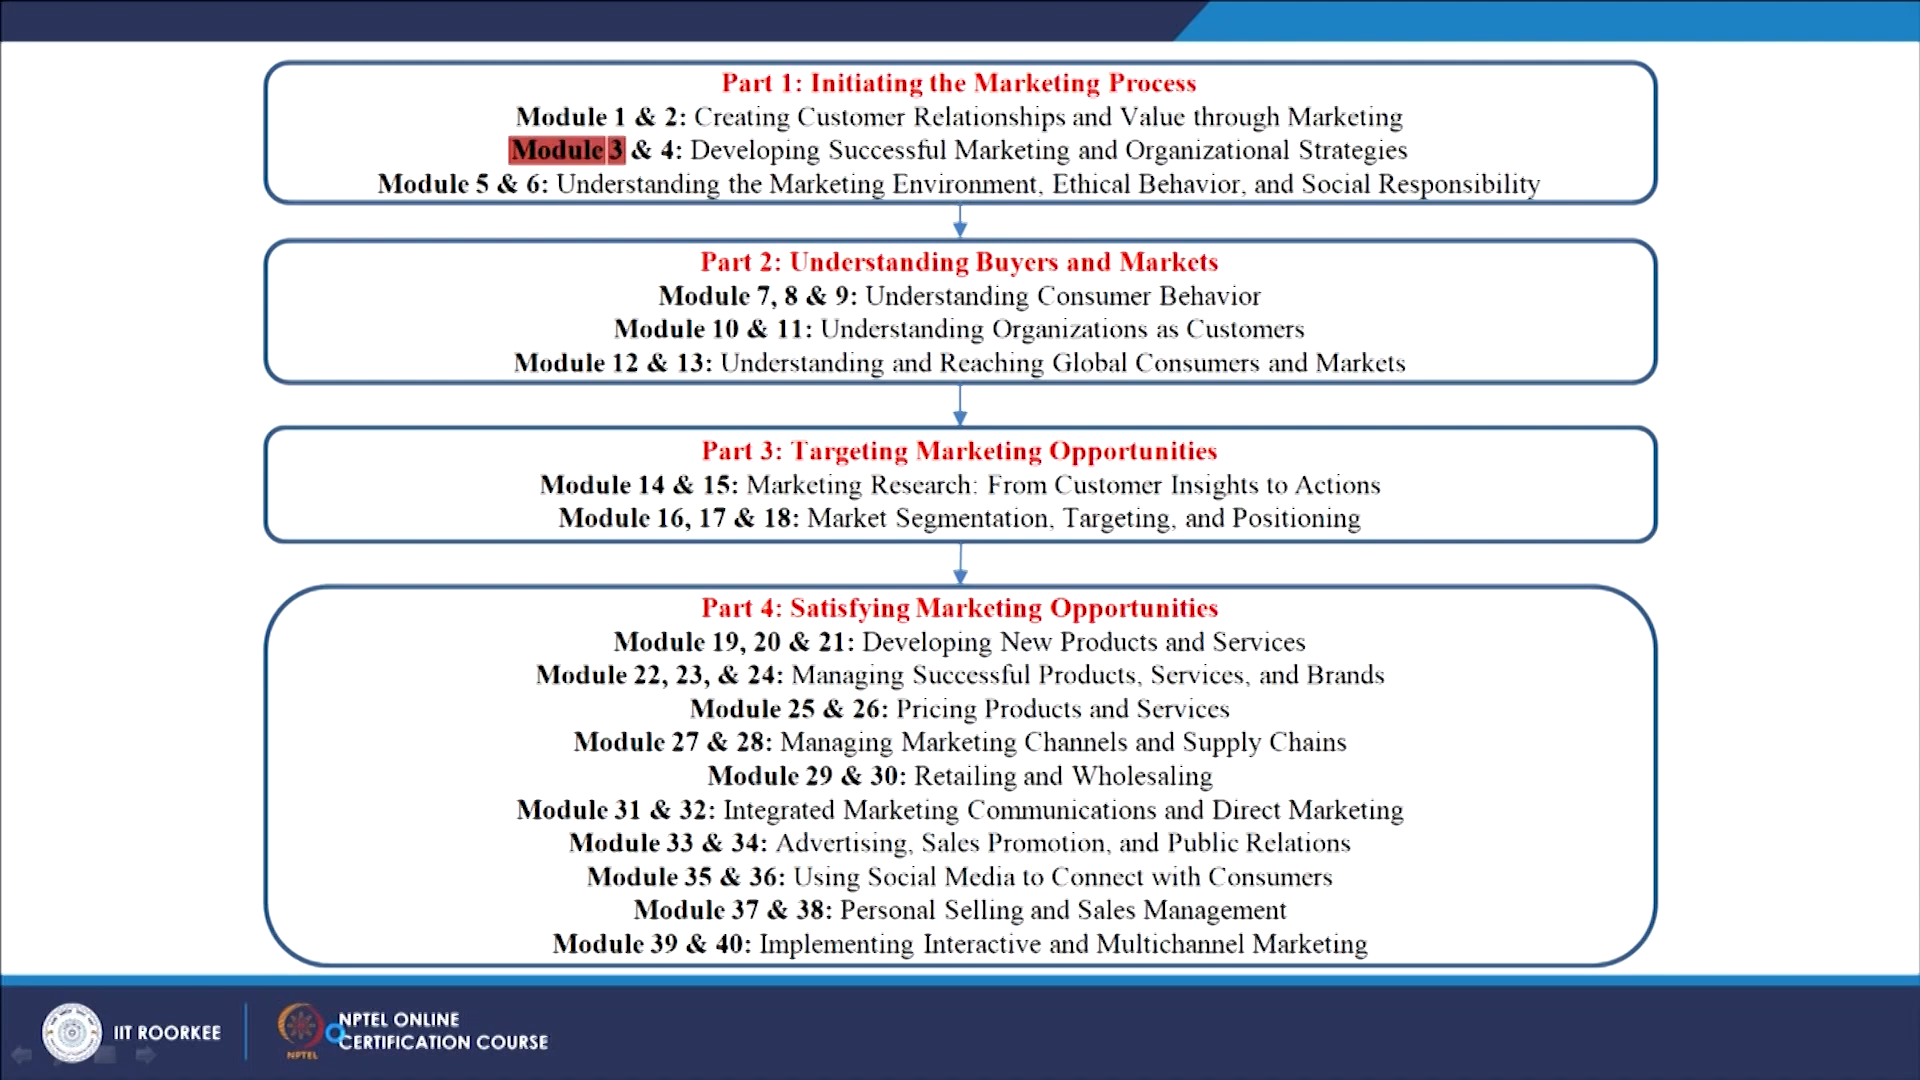 Part 1: Initiating the Marketing Process
Module 1 & 2: Creating Customer Relationships and Value through Marketing
Module 3 & 4: Developing Successful Marketing and Organizational Strategies
Module 5 & 6: Understanding the Marketing Environment, Ethical Behavior, and Social Responsibility
Part 2: Understanding Buyers and Markets
Module 7, 8 & 9: Understanding Consumer Behavior
Module 10 & 11: Understanding Organizations as Customers
Module 12 & 13: Understanding and Reaching Global Consumers and Markets
Part 3: Targeting Marketing Opportunities
Module 14 & 15: Marketing Research: From Customer Insights to Actions
Module 16, 17 & 18: Market Segmentation, Targeting, and Positioning
Part 4: Satisfying Marketing Opportunities
Module 19, 20 & 21: Developing New Products and Services
Module 22, 23, & 24: Managing Successful Products, Services, and Brands
Module 25 & 26: Pricing Products and Services
Module 27 & 28: Managing Marketing Channels and Supply Chains
Module 29 & 30: Retailing and Wholesaling
Module 31 & 32: Integrated Marketing Communications and Direct Marketing
Module 33 & 34: Advertising, Sales Promotion, and Public Relations
Module 35 & 36: Using Social Media to Connect with Consumers
Module 37 & 38: Personal Selling and Sales Management
Module 39 & 40: Implementing Interactive and Multichannel Marketing
IIT ROORKEE
NPTEL
NPTEL ONLINE
CERTIFICATION COURSE